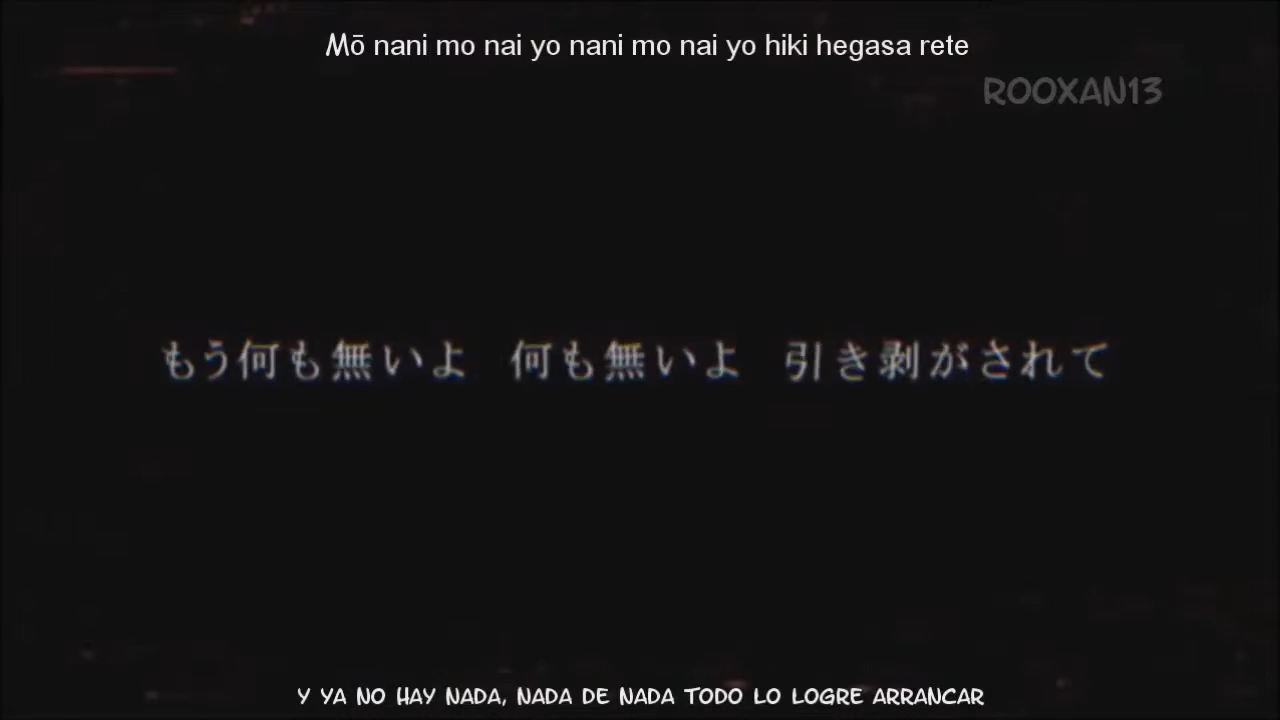 Mō nani mo nai yo nani mo nai yo hiki hegasa rete
ROOXAN13
もう何も無いよ 何も無いよ 引き剥がされて
Y YA NO HAY NADA, NADA DE NADA TODO LO LOGRE ARRANCAR